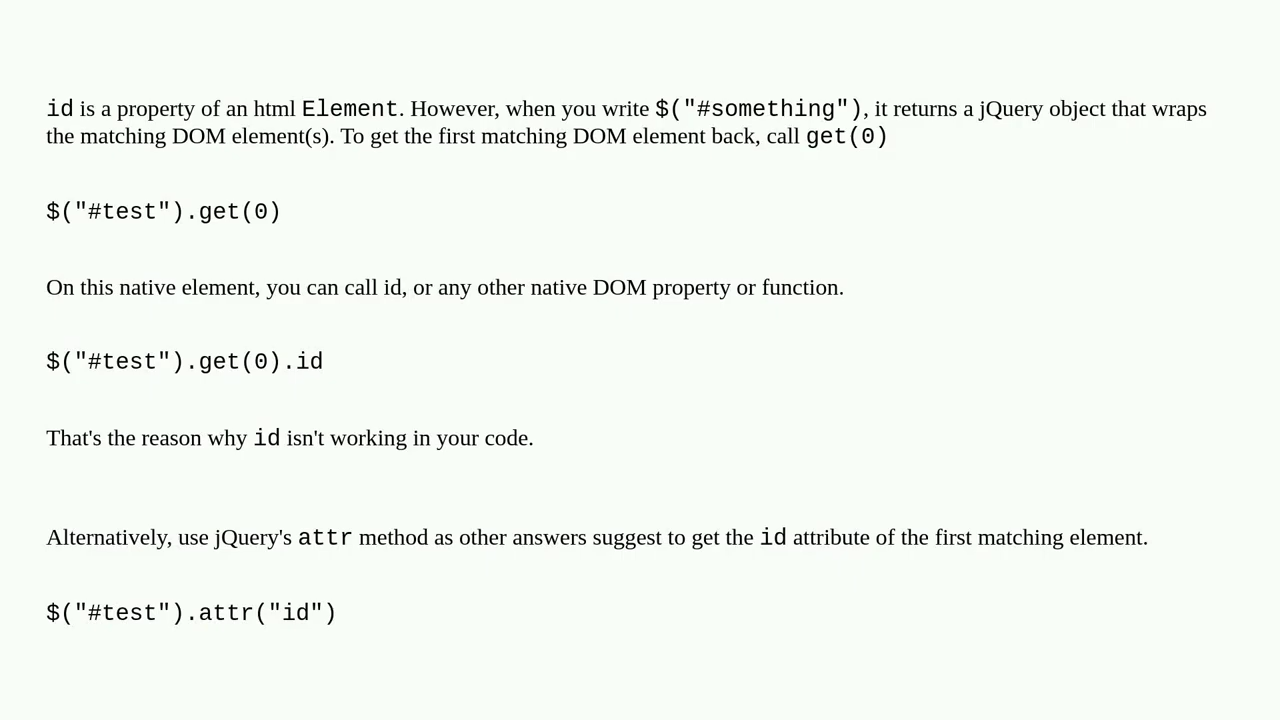 id is a property of an html Element. However, when you write $("#something"), it returns a jQuery object that wraps
the matching DOM element(s). To get the first matching DOM element back, call get(0)
$("#test").get(0)
On this native element, you can call id, or any other native DOM property or function.
$("#test").get(0).id
That's the reason why id isn't working in your code.
Alternatively, use jQuery's attr method as other answers suggest to get the id attribute of the first matching element.
$("#test").attr("id")